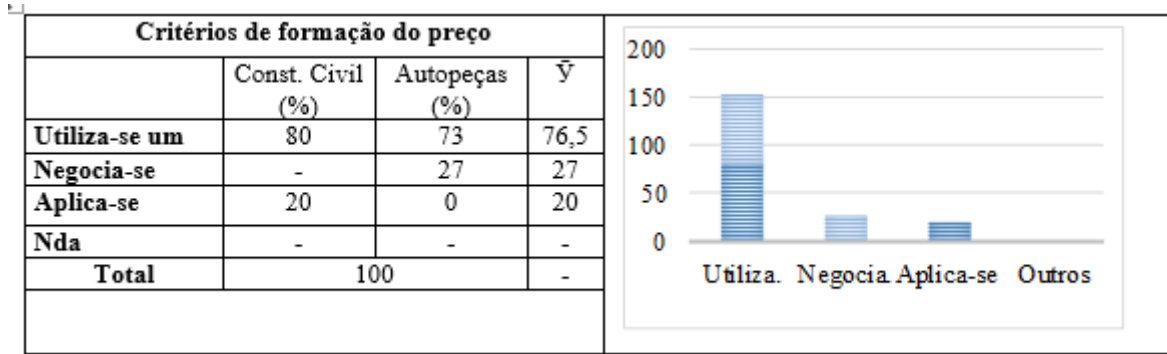 Critérios de formação do preço
Const. Civil (%) Autopeças (%) Ȳ
Utiliza-se um 80 73 76,5
Negocia-se - 27 27
Aplica-se 20 0 20
Nda - - -
Total 100 -
200
150
100
50
0
Utiliza. Negocia. Aplica-se Outros